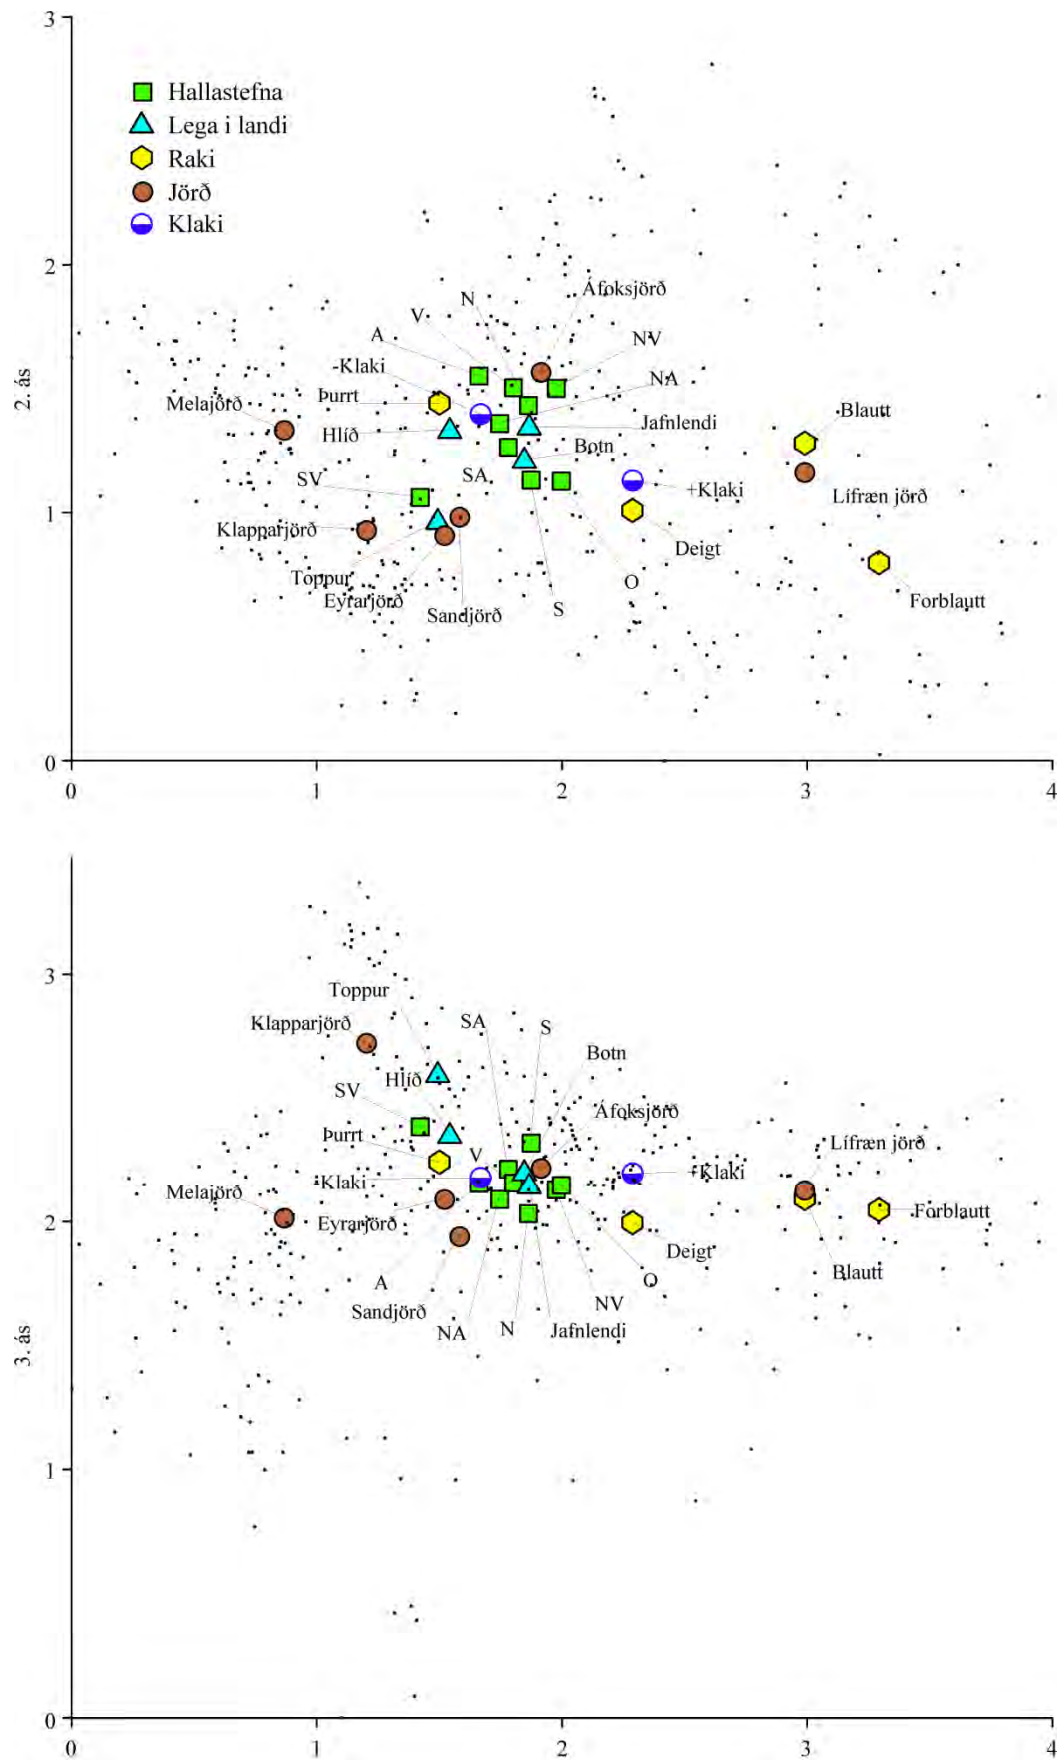 3
Hallastefna
Lega í landi
Raki
Jörð
Klaki
2
Áfoksjörð
N
V
A
NV
-Klaki
NA
Þurrt
Melajörð
Blautt
Jafnlendi
Hlíð
Botn
SV
SA
+Klaki
Lífræn jörð
1
Klapparjörð
Deigt
Toppur
O
Eyrarjörð
Sandjörð
S
Forblautt
0
2. ás
0 1 2 3 4
3
Toppur
Klapparjörð
SA
S
Botn
Hlíð
SV
Áfoksjörð
Þurrt
Lífræn jörð
V
-Klaki
+Klaki
Melajörð
Eyrarjörð
Forblautt
2
Deigt
Blautt
A
O
Sandjörð
NV
NA
N
Jafnlendi
3. ás
1
0
0 1 2 3 4